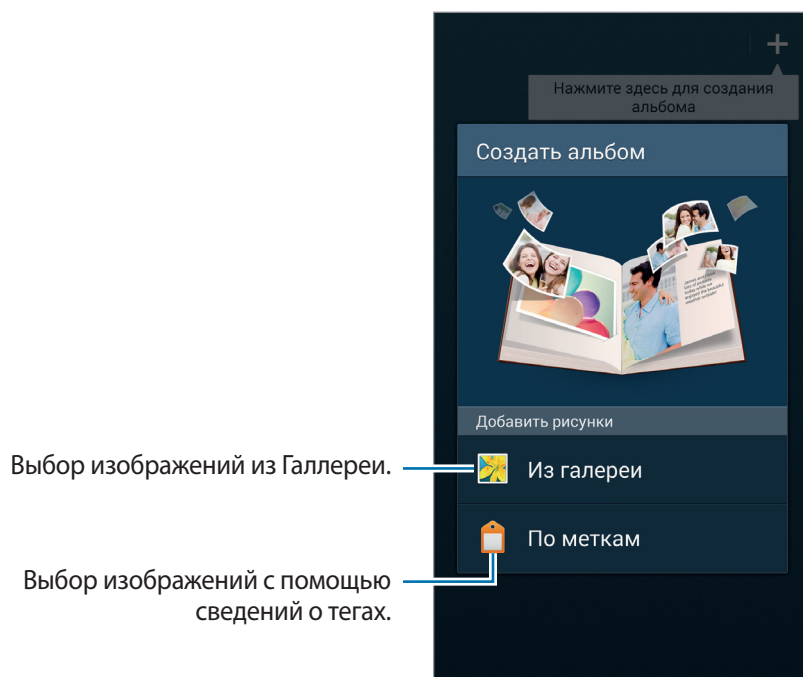 Нажмите здесь для создания
альбома
Создать альбом
Добавить рисунки
Выбор изображений из Галлереи.
Из галереи
По меткам
Выбор изображений с помощью
сведений о тегах.